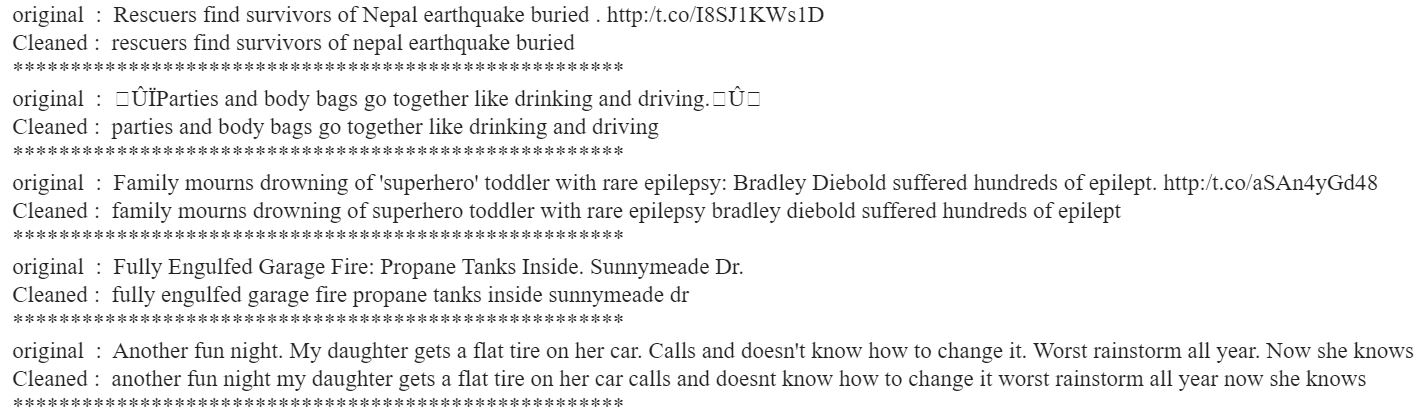 original : Rescuers find survivors of Nepal earthquake buried . http:/t.co/I8SJ1KWs1D
Cleaned : rescuers find survivors of nepal earthquake buried
*****************************************************
original : □ÛÏParties and body bags go together like drinking and driving.□Û□
Cleaned : parties and body bags go together like drinking and driving
*****************************************************
original : Family mourns drowning of 'superhero' toddler with rare epilepsy: Bradley Diebold suffered hundreds of epilept. http:/t.co/aSAn4yGd48
Cleaned : family mourns drowning of superhero toddler with rare epilepsy bradley diebold suffered hundreds of epilept
*****************************************************
original : Fully Engulfed Garage Fire: Propane Tanks Inside. Sunnymeade Dr.
Cleaned : fully engulfed garage fire propane tanks inside sunnymeade dr
*****************************************************
original : Another fun night. My daughter gets a flat tire on her car. Calls and doesn't know how to change it. Worst rainstorm all year. Now she knows
Cleaned : another fun night my daughter gets a flat tire on her car calls and doesnt know how to change it worst rainstorm all year now she knows
*****************************************************